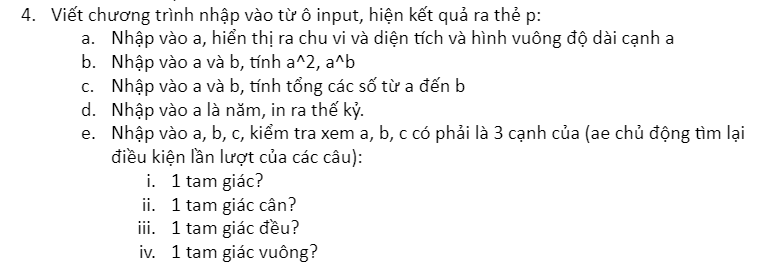 4. Viết chương trình nhập vào từ ô input, hiện kết quả ra thẻ p:
a. Nhập vào a, hiển thị ra chu vi và diện tích và hình vuông độ dài cạnh a
b. Nhập vào a và b, tính a^2, a^b
c. Nhập vào a và b, tính tổng các số từ a đến b
d. Nhập vào a là năm, in ra thế kỷ.
e. Nhập vào a, b, c, kiểm tra xem a, b, c có phải là 3 cạnh của (ae chủ động tìm lại
điều kiện lần lượt của các câu):
i. 1 tam giác?
ii. 1 tam giác cân?
iii. 1 tam giác đều?
iv. 1 tam giác vuông?